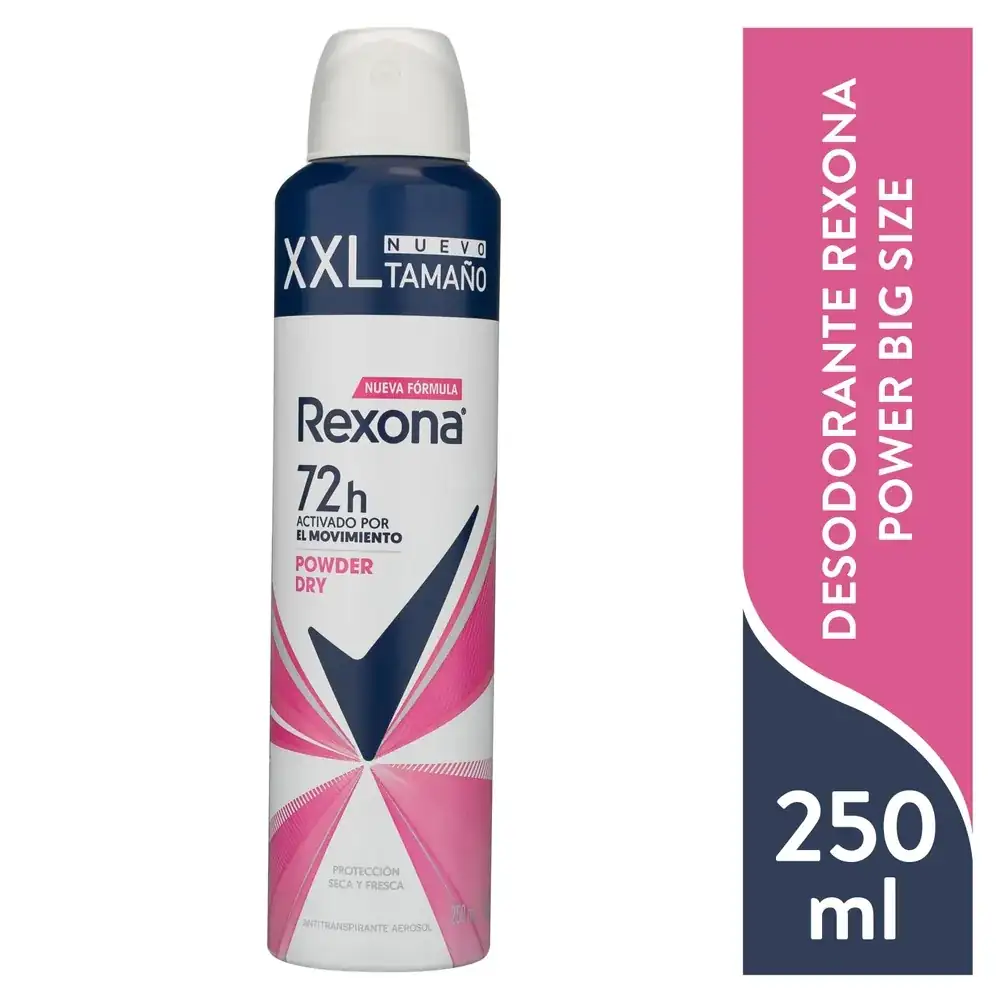 XXL NUEVO
TAMAÑO
NUEVA FÓRMULA
Rexona
72h
ACTIVADO POR
EL MOVIMIENTO
POWDER
DRY
PROTECCIÓN
SECA Y FRESCA
250 m
ANTITRANSPIRANTE AEROSOL
DESODORANTE REXONA
POWER BIG SIZE
250
ml